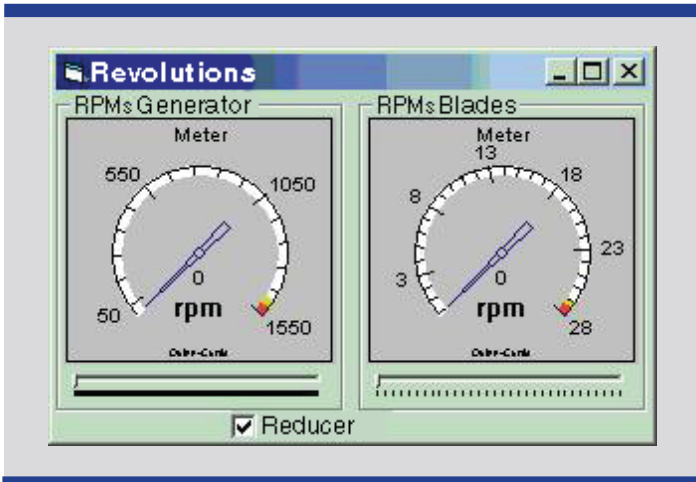 Revolutions
RPMs Generator
Meter
550
1050
50
0
rpm
1550
RPMs Blades
Meter
13
8
18
3
23
0
rpm
28
Reducer